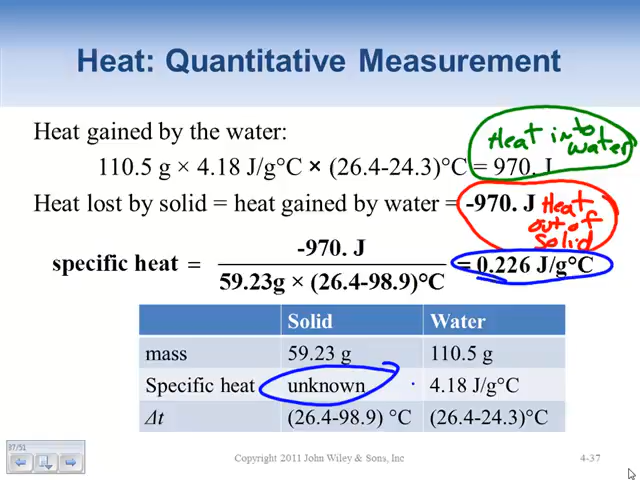 Heat: Quantitative Measurement
Heat gained by the water:
110.5 g × 4.18 J/g°C × (26.4-24.3)°C = 970. J
Heat into
water
Heat lost by solid = heat gained by water = -970. J
Heat
out of
Solid
specific heat = -970. J
59.23g × (26.4-98.9)°C
= 0.226 J/g°C
Solid Water
mass 59.23 g 110.5 g
Specific heat unknown 4.18 J/g°C
Δt (26.4-98.9) °C (26.4-24.3)°C
37/51
Copyright 2011 John Wiley & Sons, Inc
4-37